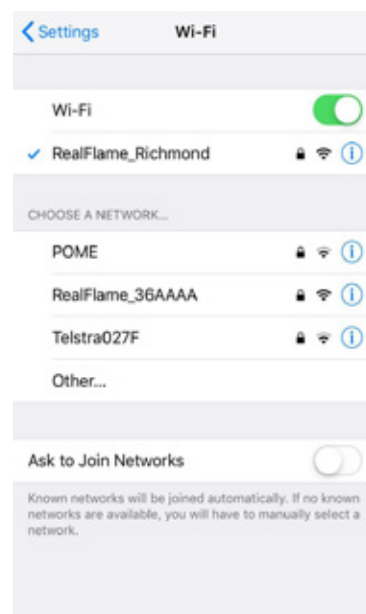 Settings Wi-Fi
Wi-Fi
RealFlame_Richmond
CHOOSE A NETWORK...
POME
RealFlame_36AAAA
Telstra027F
Other...
Ask to Join Networks
Known networks will be joined automatically. If no known
networks are available, you will have to manually select a
network.